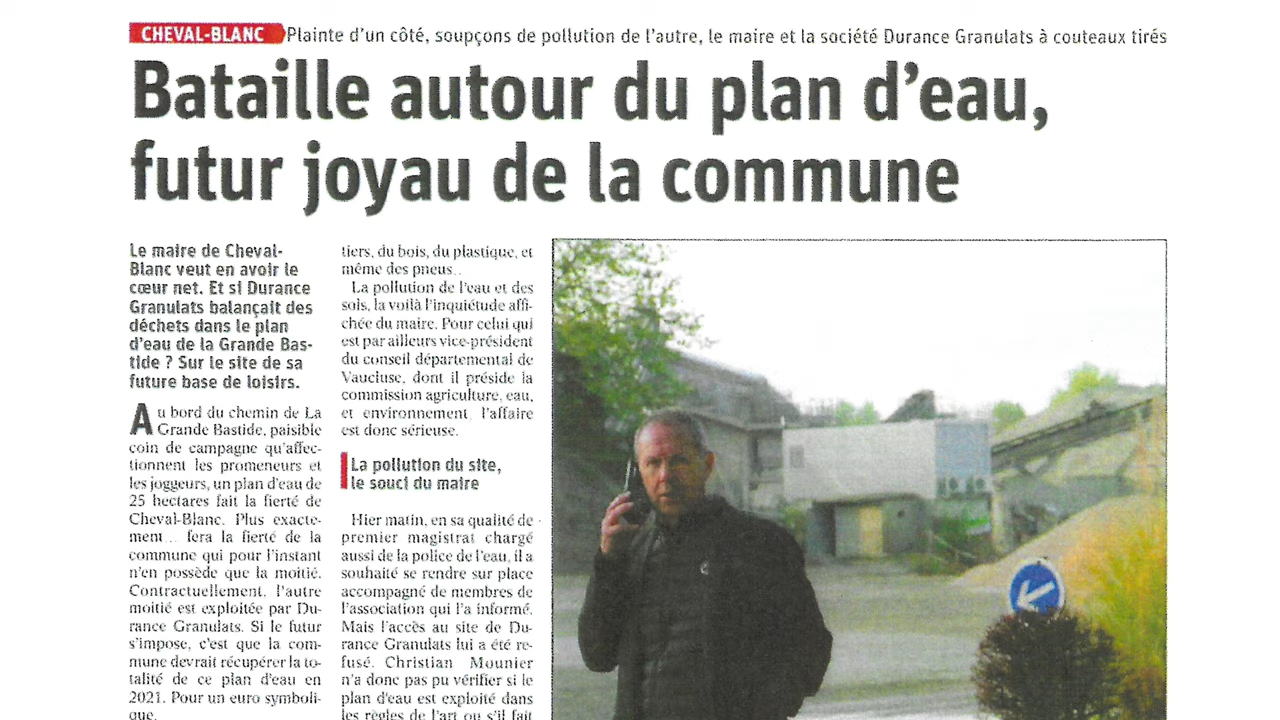 CHEVAL-BLANC Plainte d'un côté, soupçons de pollution de l'autre, le maire et la société Durance Granulats à couteaux tirés
Bataille autour du plan d'eau,
futur joyau de la commune
Le maire de Cheval-
Blanc veut en avoir le
cœur net. Et si Durance
Granulats balançait des
déchets dans le plan
d'eau de la Grande Bas-
tide ? Sur le site de sa
future base de loisirs.
Au bord du chemin de La
Grande Bastide, paisible
coin de campagne qu'affec-
tionnent les promeneurs et
les joggeurs, un plan d'eau de
25 hectares fait la fierté de
Cheval-Blanc. Plus exacte-
ment... fera la fierté de la
commune qui pour l'instant
n'en possède que la moitié.
Contractuellement, l'autre
moitié est exploitée par Du-
rance Granulats. Si le futur
s'impose, c'est que la com-
mune devrait récupérer la to-
talité de ce plan d'eau en
2021. Pour un euro symboli-
que.
tiers, du bois, du plastique, et
même des pneus..
La pollution de l'eau et des
sols, la voilà l'inquiétude affi-
chée du maire. Pour celui qui
est par ailleurs vice-président
du conseil départemental de
Vaucluse, dont il préside la
commission agriculture, eau,
et environnement, l'affaire
est donc sérieuse.
La pollution du site,
le souci du maire
Hier matin, en sa qualité de
premier magistrat chargé
aussi de la police de l'eau, il a
souhaité se rendre sur place
accompagné de membres de
l'association qui l'a informé.
Mais l'accès au site de Du-
rance Granulats lui a été re-
fusé. Christian Mounier
n'a donc pas pu vérifier si le
plan d'eau est exploité dans
les règles de l'art ou s'il fait